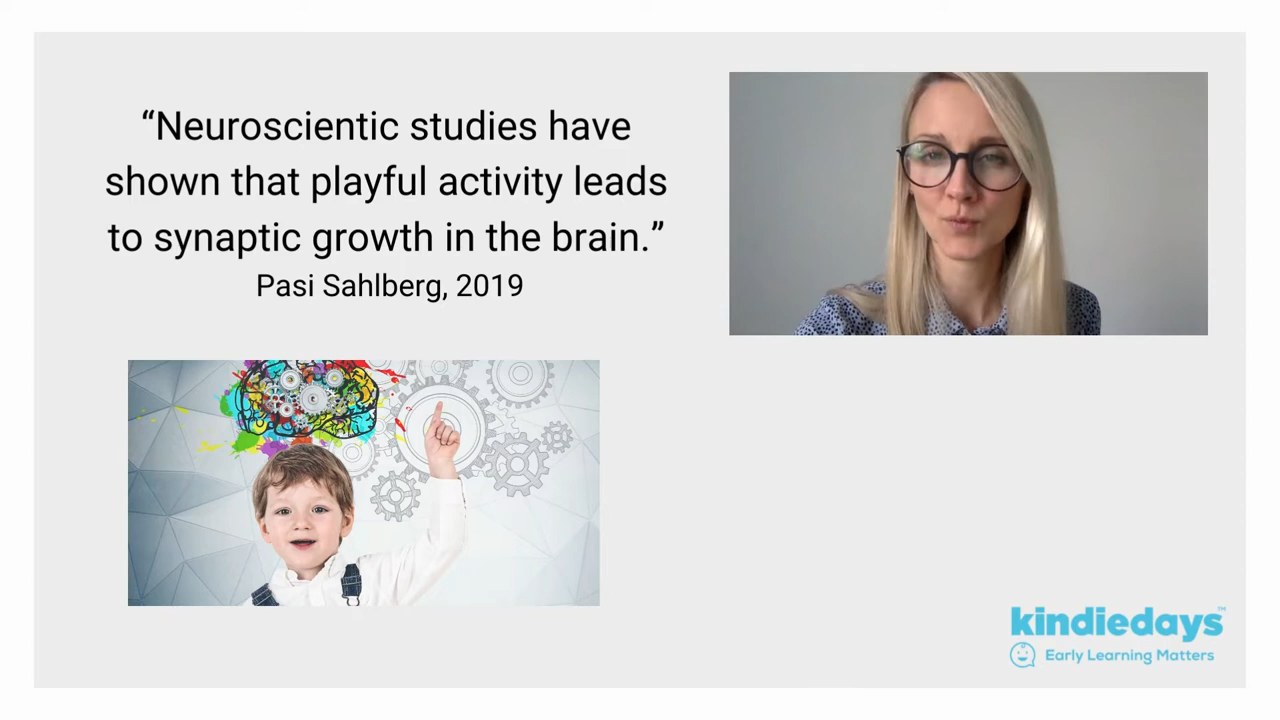 “Neuroscientic studies have
shown that playful activity leads
to synaptic growth in the brain.”
Pasi Sahlberg, 2019
kindiedays™
Early Learning Matters